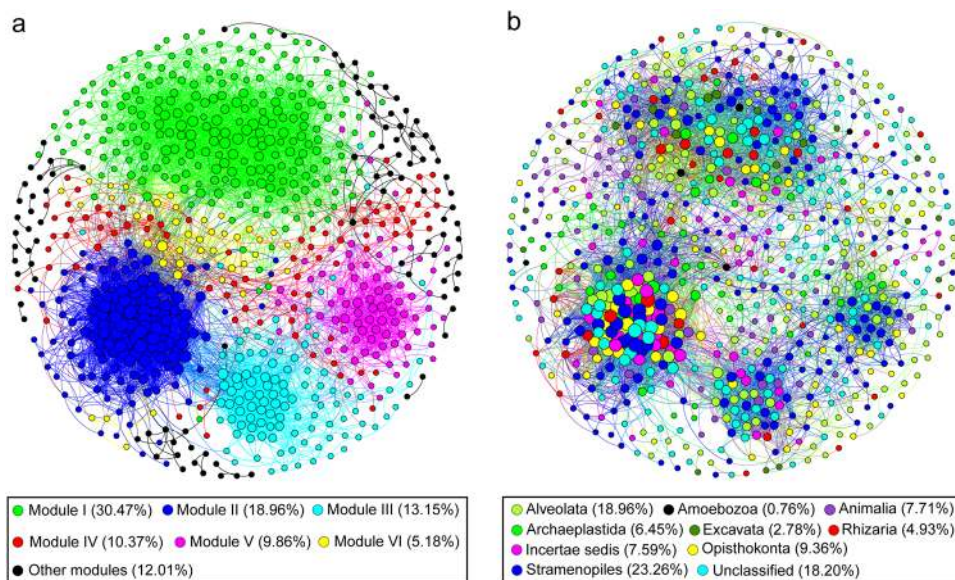 a
b
Module I (30.47%) Module II (18.96%) Module III (13.15%)
Module IV (10.37%) Module V (9.86%) Module VI (5.18%)
Other modules (12.01%)
Alveolata (18.96%) Amoebozoa (0.76%) Animalia (7.71%)
Archaeplastida (6.45%) Excavata (2.78%) Rhizaria (4.93%)
Incertae sedis (7.59%) Opisthokonta (9.36%)
Stramenopiles (23.26%) Unclassified (18.20%)